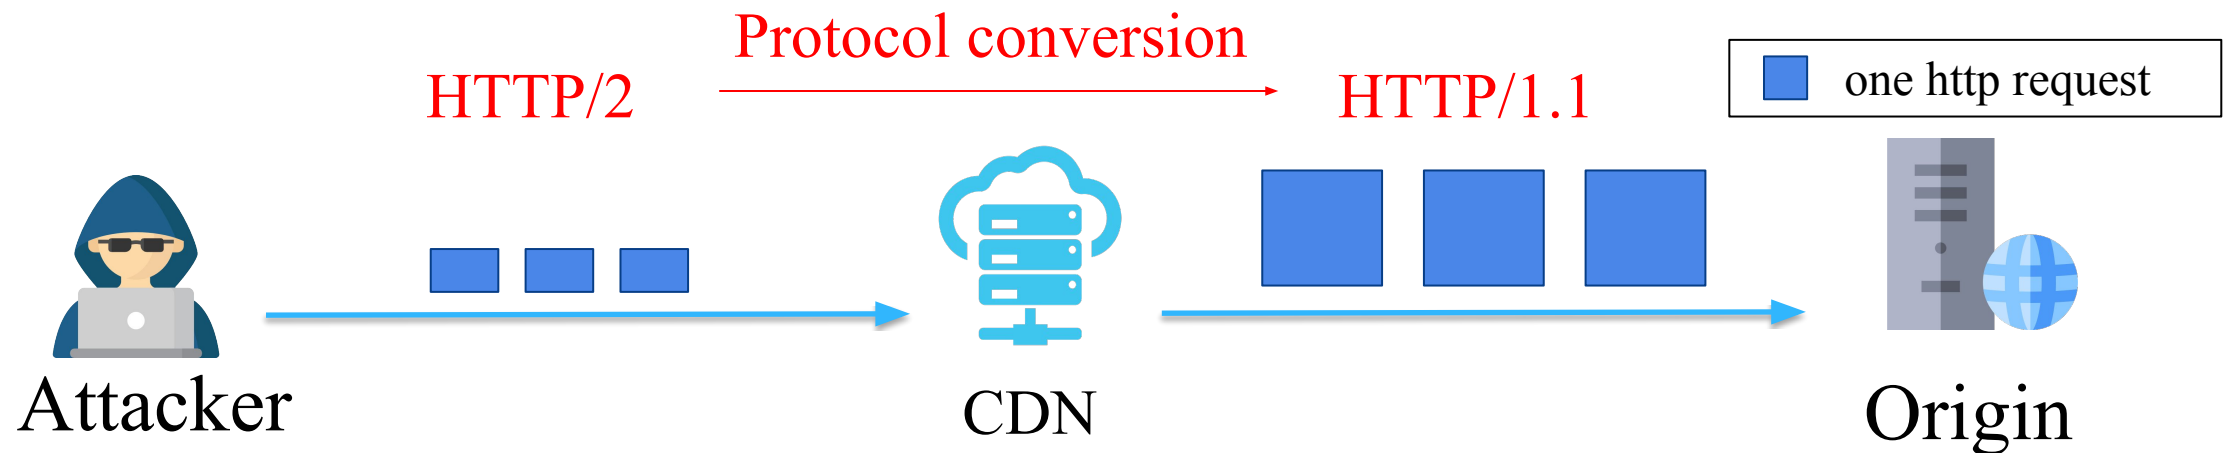 Protocol conversion
HTTP/2
HTTP/1.1
one http request
Attacker
CDN
Origin